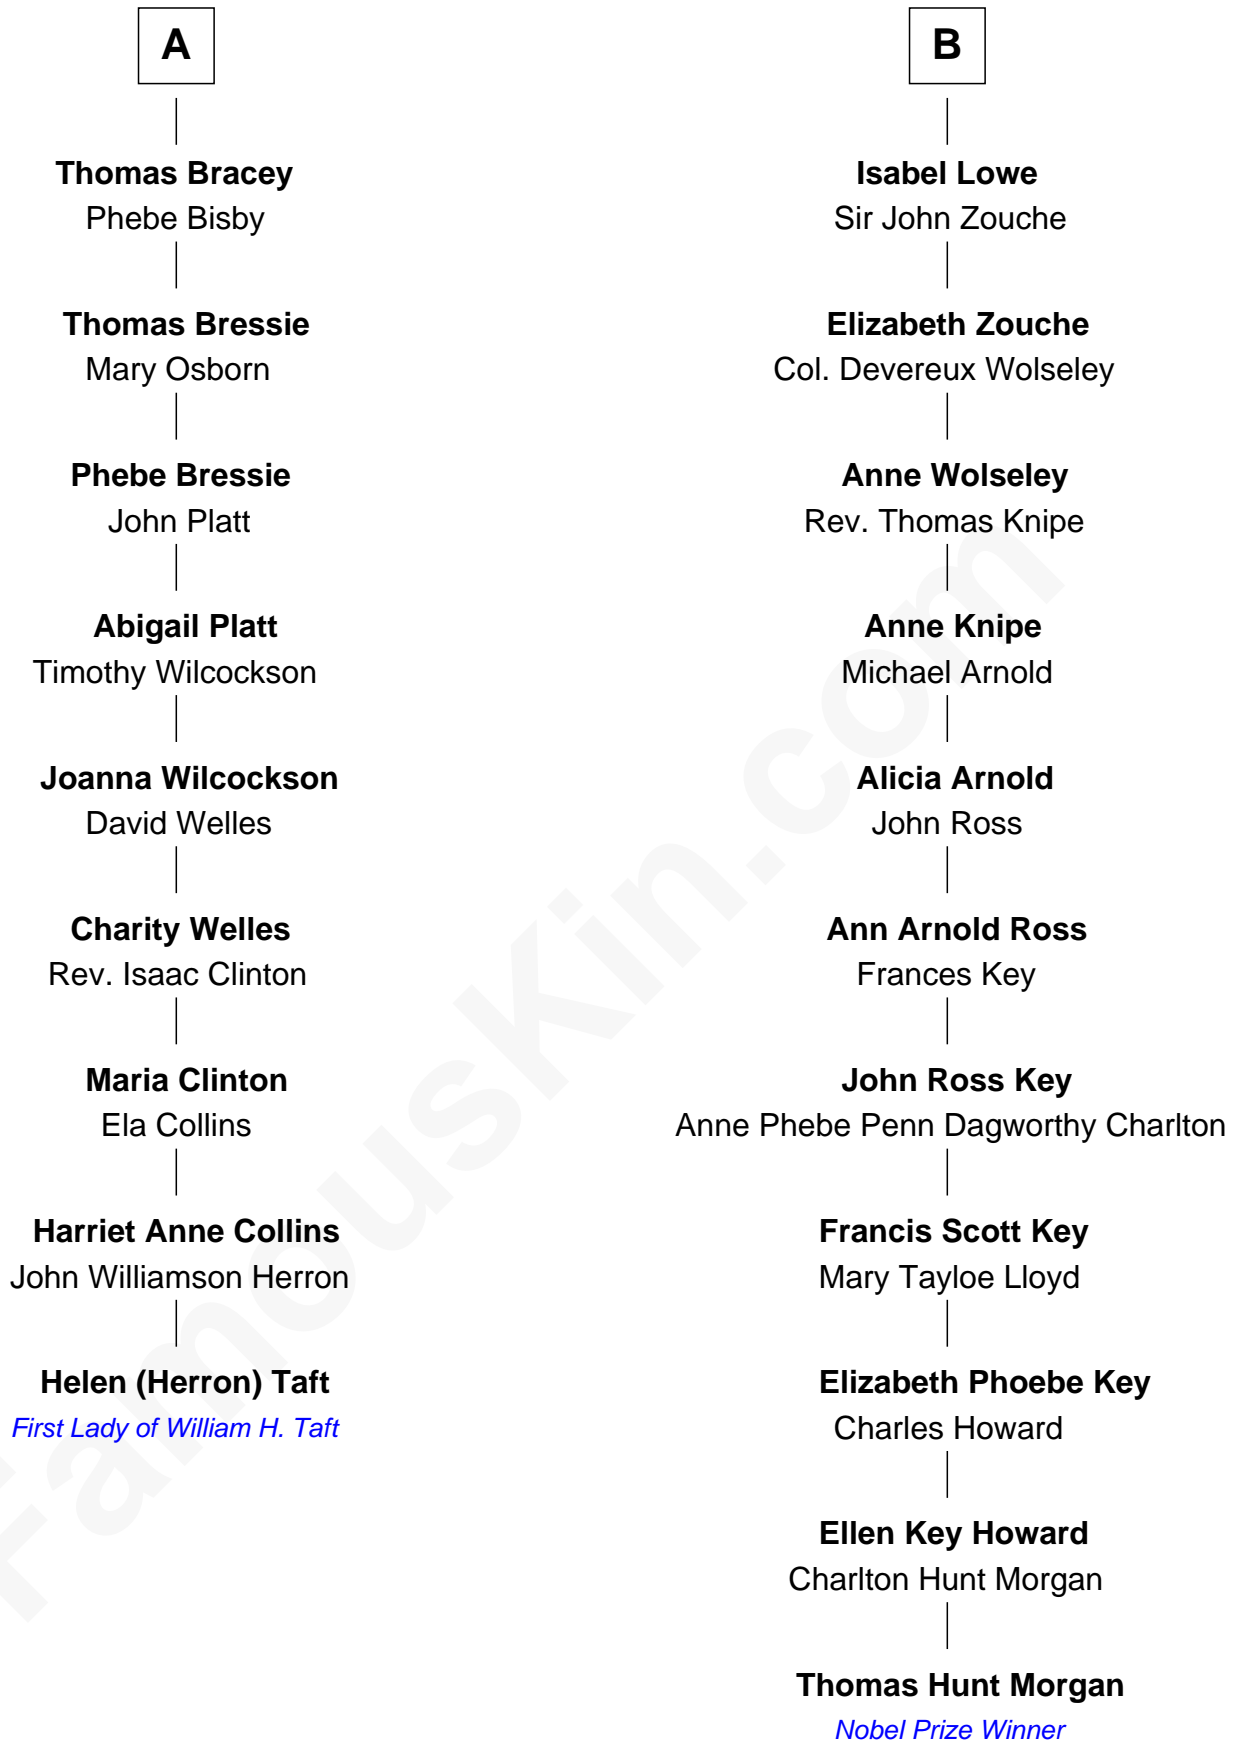 A
Thomas Bracey
Phebe Bisby
Thomas Bressie
Mary Osborn
Phebe Bressie
John Platt
Abigail Platt
Timothy Wilcockson
Joanna Wilcockson
David Welles
Charity Welles
Rev. Isaac Clinton
Maria Clinton
Ela Collins
Harriet Anne Collins
John Williamson Herron
Helen (Herron) Taft
First Lady of William H. Taft
B
Isabel Lowe
Sir John Zouche
Elizabeth Zouche
Col. Devereux Wolseley
Anne Wolseley
Rev. Thomas Knipe
Anne Knipe
Michael Arnold
Alicia Arnold
John Ross
Ann Arnold Ross
Frances Key
John Ross Key
Anne Phebe Penn Dagworthy Charlton
Francis Scott Key
Mary Tayloe Lloyd
Elizabeth Phoebe Key
Charles Howard
Ellen Key Howard
Charlton Hunt Morgan
Thomas Hunt Morgan
Nobel Prize Winner
FamousKin.com